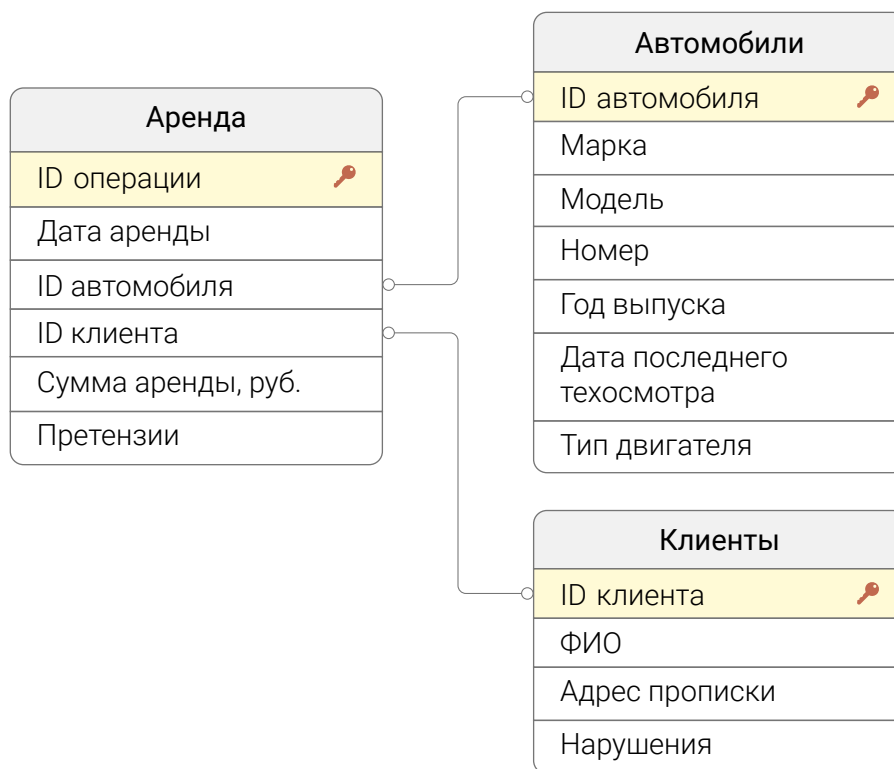 Аренда
ID операции
Дата аренды
ID автомобиля
ID клиента
Сумма аренды, руб.
Претензии
Автомобили
ID автомобиля
Марка
Модель
Номер
Год выпуска
Дата последнего
техосмотра
Тип двигателя
Клиенты
ID клиента
ФИО
Адрес прописки
Нарушения